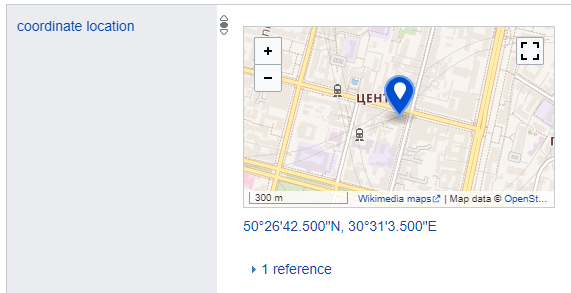 coordinate location
+
−
ЦЕНТ
300 m
Wikimedia maps | Map data © OpenSt...
50°26'42.500"N, 30°31'3.500"E
1 reference